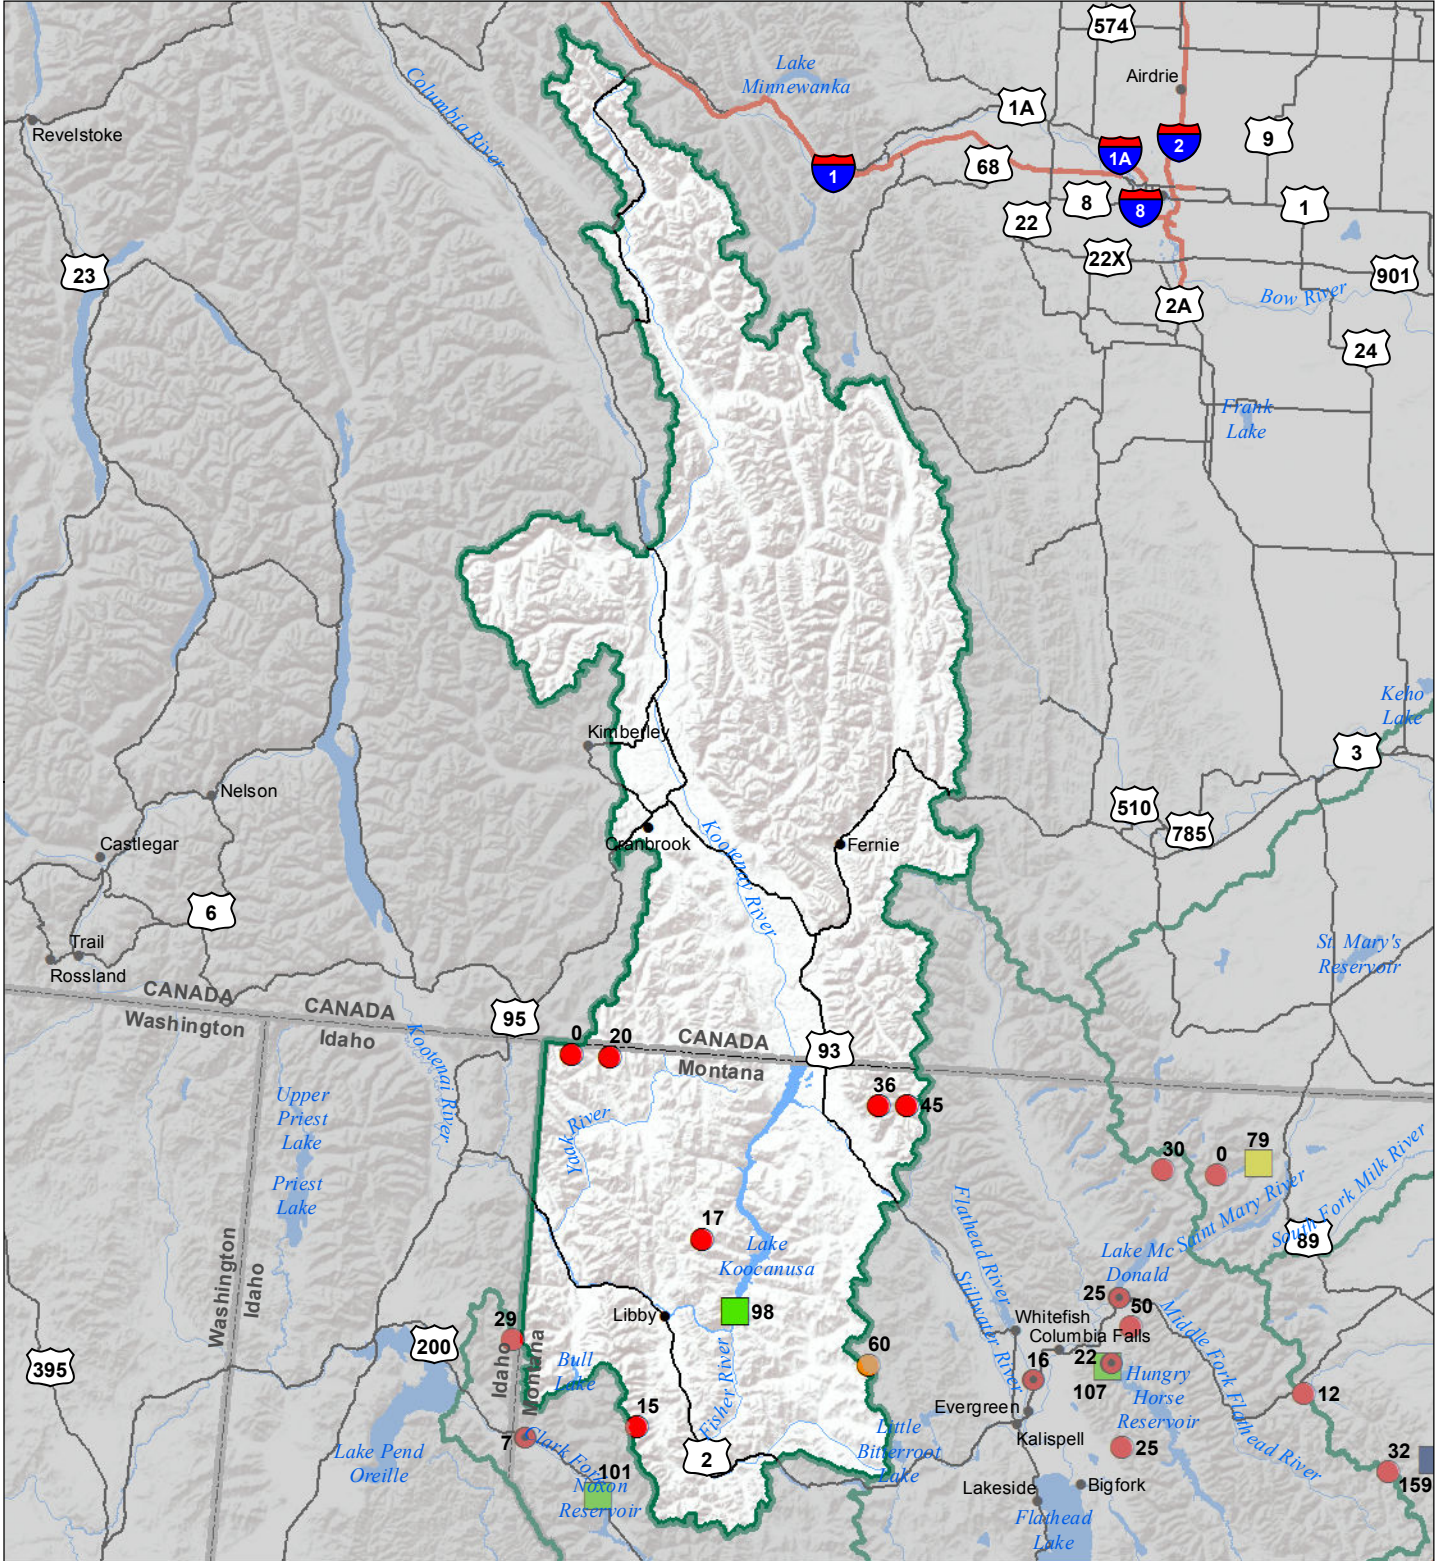 574
Airdrie
Lake
Minnewanka
Columbia River
1A
9
Revelstoke
2
1A
68
1
8
8
1
22
22X
23
901
Bow River
2A
24
Frank
Lake
Keho
Lake
Kimberley
3
Nelson
510
785
Castlegar
Cranbrook
Kootenay River
Fernie
6
Trail
Rossland
St. Mary's
Reservoir
CANADA
Washington
CANADA
Idaho
95
0
20
CANADA
Montana
93
Kootenai River
Upper
Priest
Lake
Priest
Lake
Yaak River
36
45
30
0
79
Saint Mary River
South Fork Milk River
89
Flathead River
Stillwater River
17
Lake
Koocanusa
Lake Mc
Donald
Washington
Idaho
25
50
Libby
98
Whitefish
Columbia Falls
Middle Fork Flathead River
29
200
395
Idaho
Montana
Bull
Lake
Fisher River
60
16
22
107
Hungry
Horse
Reservoir
12
15
Evergreen
Kalispell
Little
Bitterroot
Lake
7
Clark Fork
Lake Pend
Oreille
2
25
101
Noxon
Reservoir
32
159
Lakeside
Bigfork
Flathead
Lake